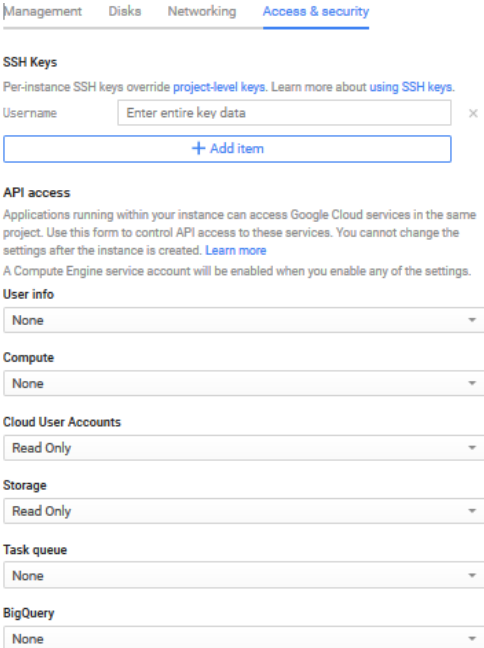 Management Disks Networking Access & security
SSH Keys
Per-instance SSH keys override project-level keys. Learn more about using SSH keys.
Username Enter entire key data ×
+ Add item
API access
Applications running within your instance can access Google Cloud services in the same
project. Use this form to control API access to these services. You cannot change the
settings after the instance is created. Learn more
A Compute Engine service account will be enabled when you enable any of the settings.
User info
None
Compute
None
Cloud User Accounts
Read Only
Storage
Read Only
Task queue
None
BigQuery
None